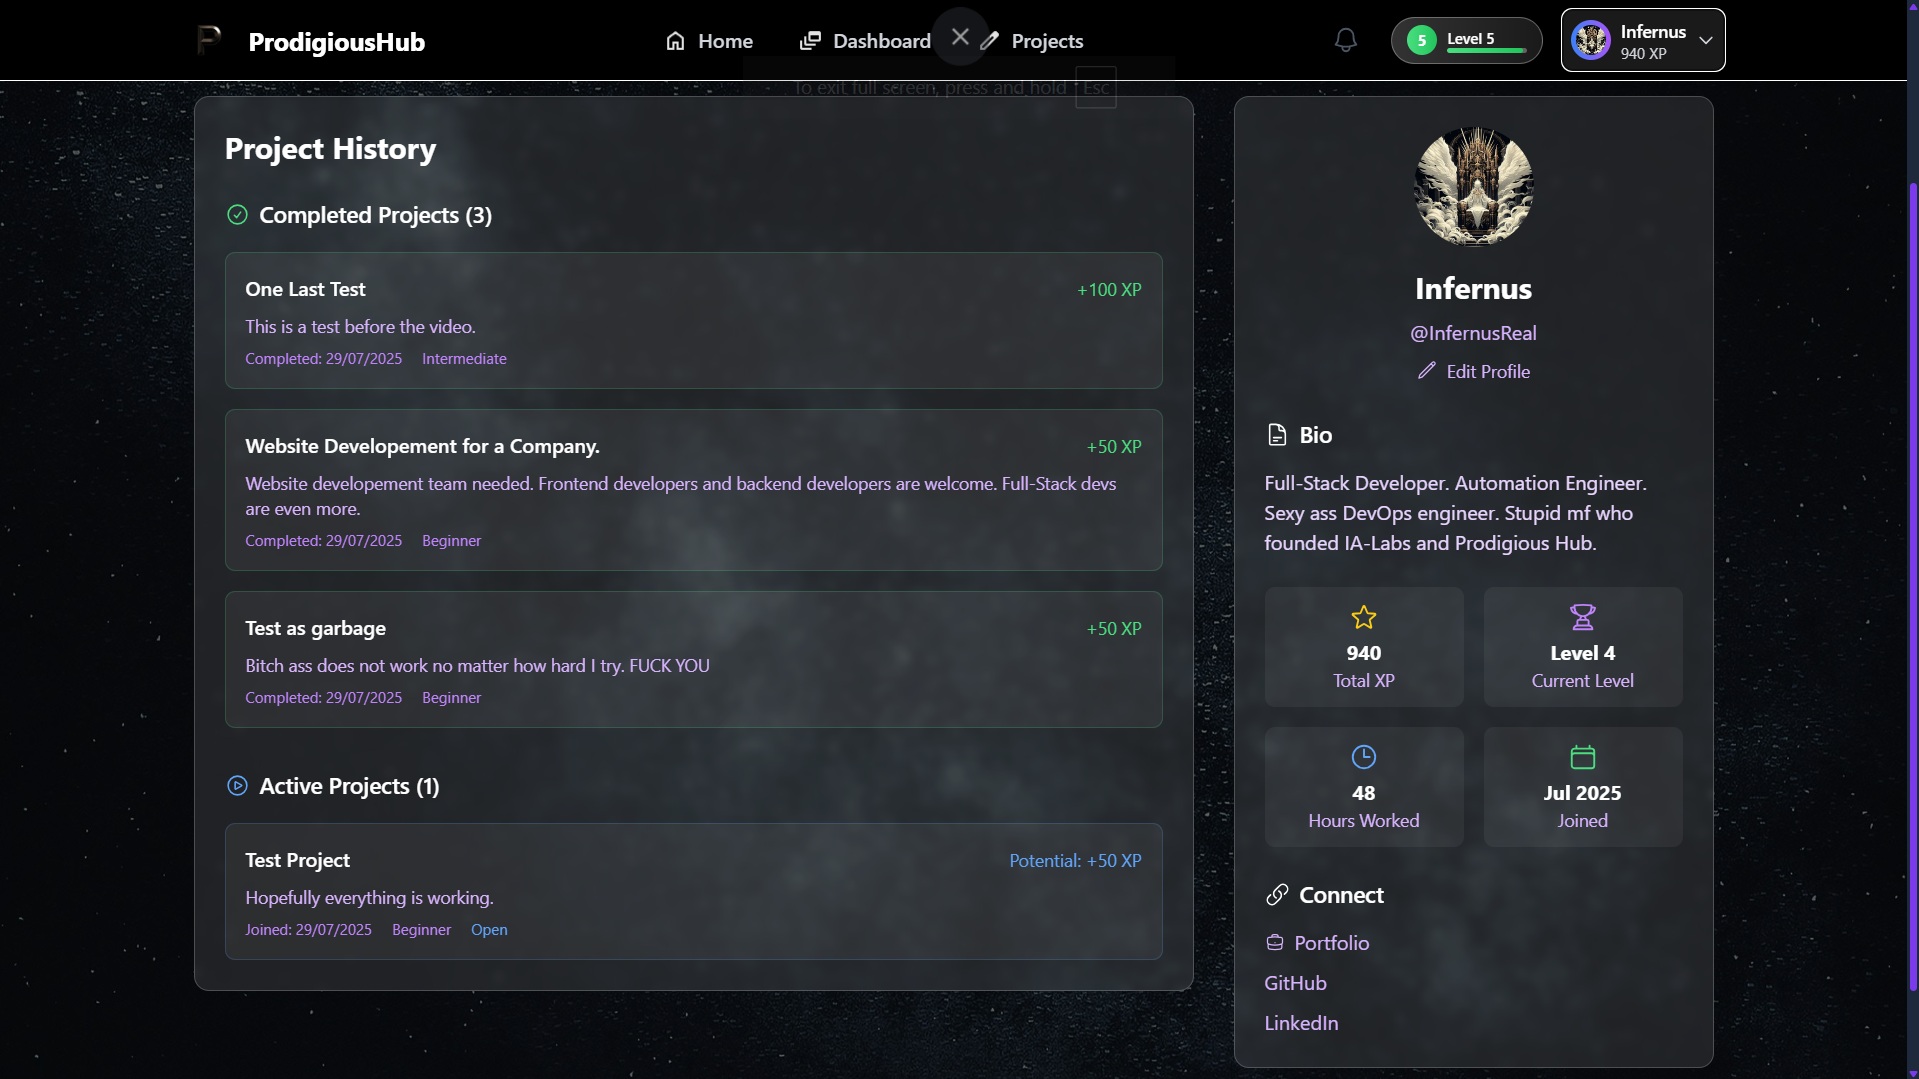 P ProdigiousHub
Home
Dashboard
Projects
5 Level 5
Infernus
940 XP
To exit full screen, press and hold Esc
Project History
Completed Projects (3)
One Last Test
+100 XP
This is a test before the video.
Completed: 29/07/2025 Intermediate
Website Developement for a Company.
+50 XP
Website developement team needed. Frontend developers and backend developers are welcome. Full-Stack devs
are even more.
Completed: 29/07/2025 Beginner
Test as garbage
+50 XP
Bitch ass does not work no matter how hard I try. FUCK YOU
Completed: 29/07/2025 Beginner
Active Projects (1)
Test Project
Potential: +50 XP
Hopefully everything is working.
Joined: 29/07/2025 Beginner Open
Infernus
@InfernusReal
Edit Profile
Bio
Full-Stack Developer. Automation Engineer.
Sexy ass DevOps engineer. Stupid mf who
founded IA-Labs and Prodigious Hub.
940
Total XP
Level 4
Current Level
48
Hours Worked
Jul 2025
Joined
Connect
Portfolio
GitHub
LinkedIn